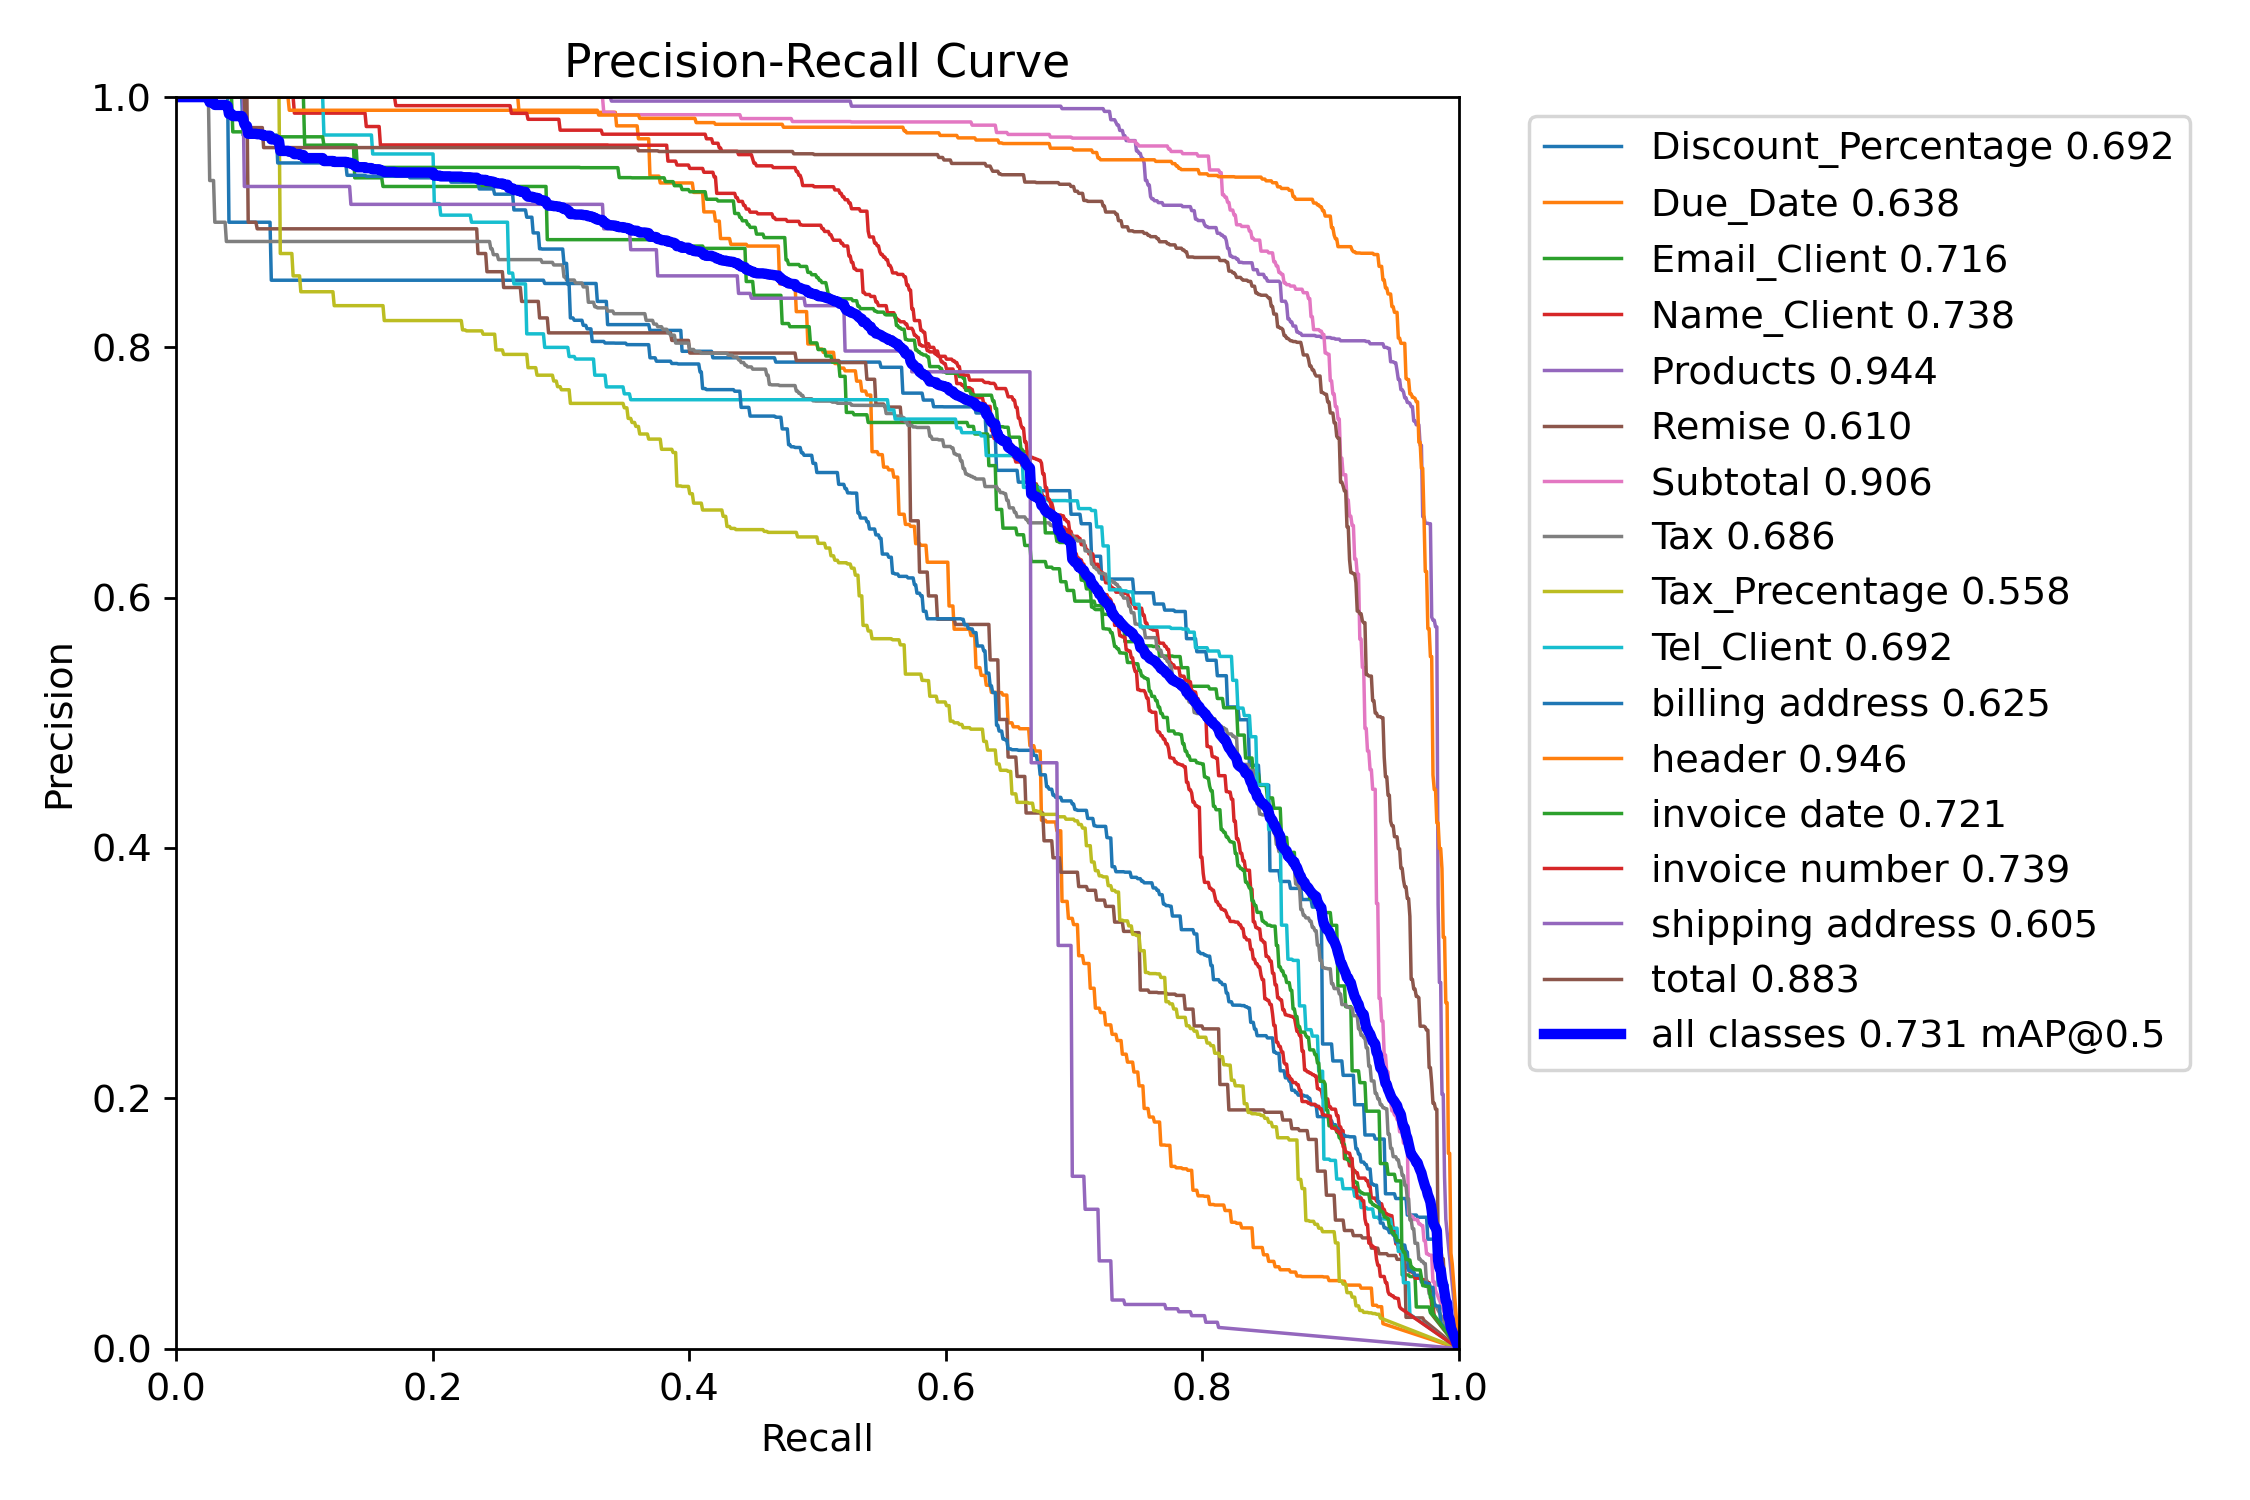 Precision-Recall Curve
1.0
0.8
0.6
0.4
0.2
0.0
Precision
0.0 0.2 0.4 0.6 0.8 1.0
Recall
Discount_Percentage 0.692
Due_Date 0.638
Email_Client 0.716
Name_Client 0.738
Products 0.944
Remise 0.610
Subtotal 0.906
Tax 0.686
Tax_Precentage 0.558
Tel_Client 0.692
billing address 0.625
header 0.946
invoice date 0.721
invoice number 0.739
shipping address 0.605
total 0.883
all classes 0.731 mAP@0.5